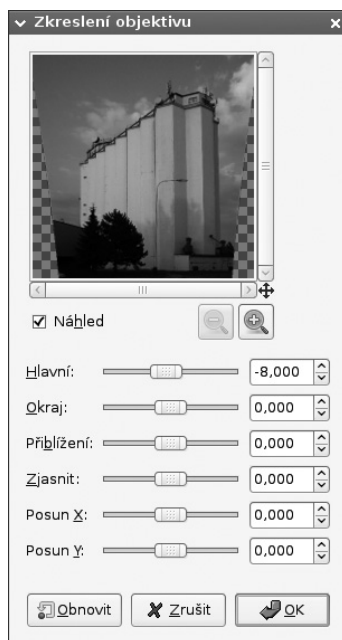 Zkreslení objektivu
Náhled
Hlavní: -8,000
Okraj: 0,000
Přiblížení: 0,000
Zjasnit: 0,000
Posun X: 0,000
Posun Y: 0,000
Obnovit Zrušit OK